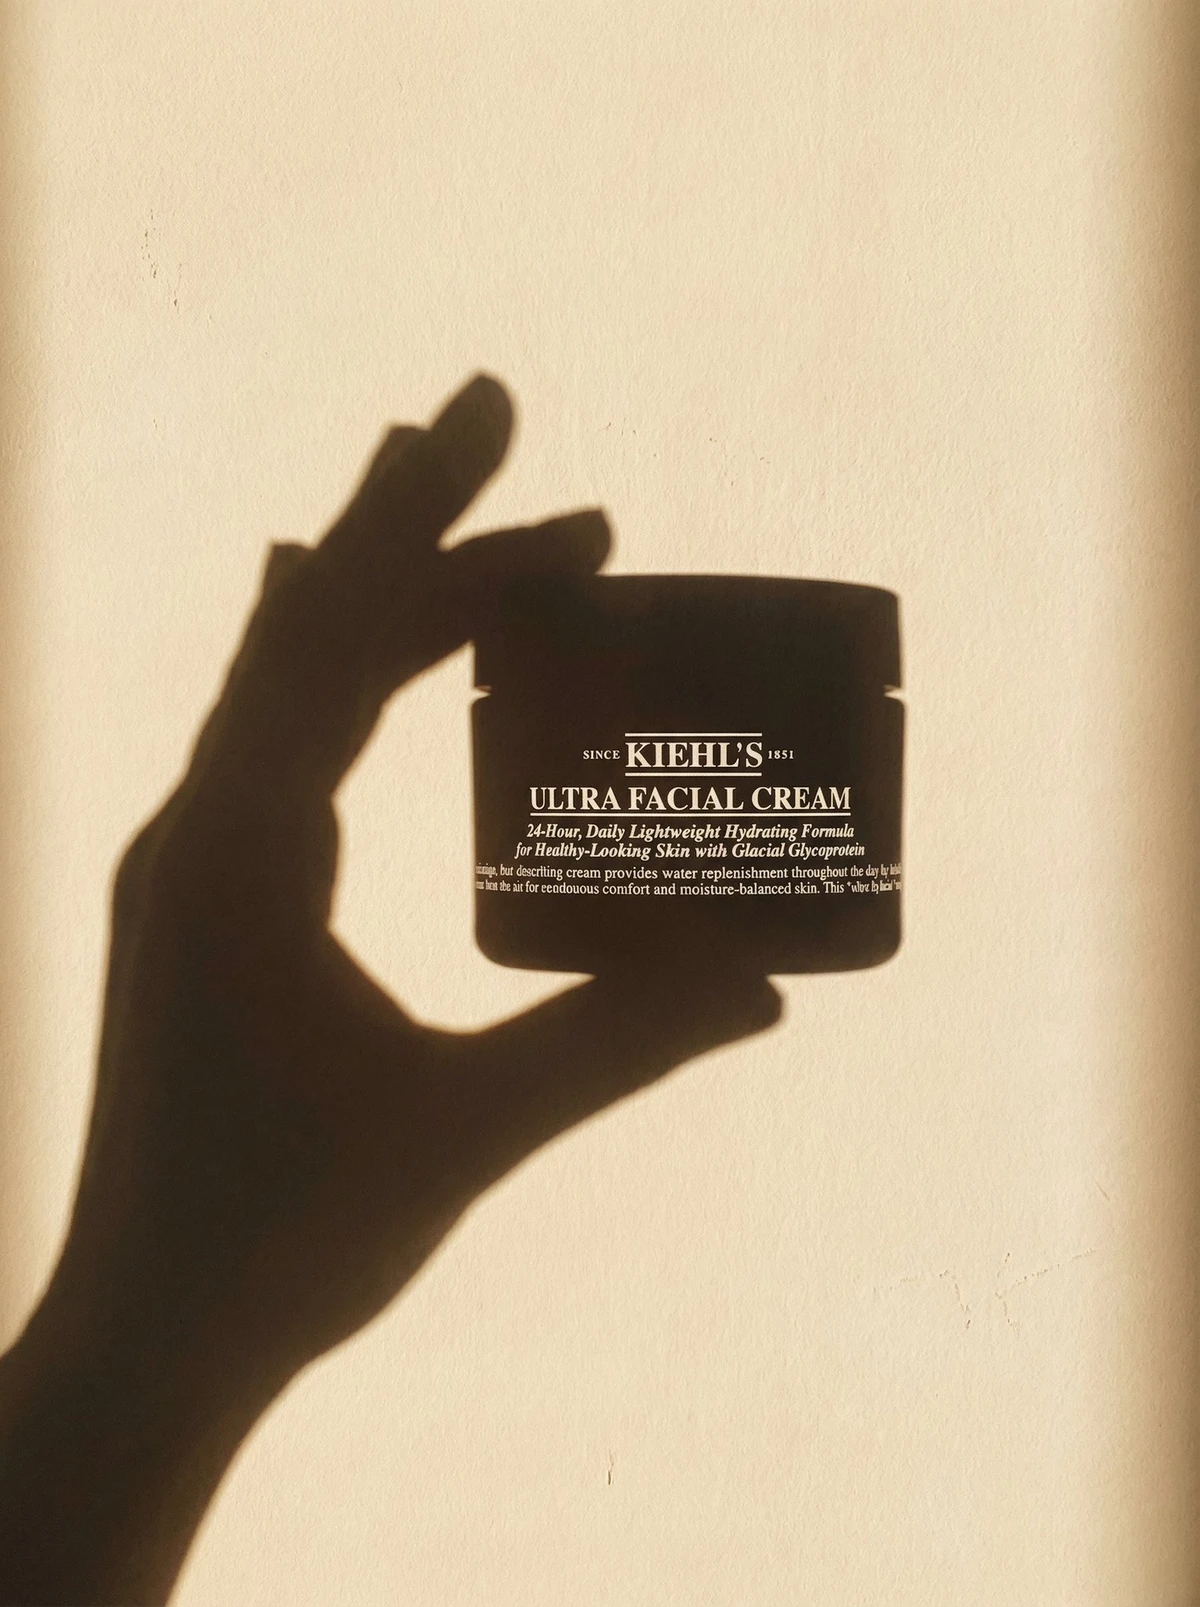 SINCE KIEHL'S 1851
ULTRA FACIAL CREAM
24-Hour, Daily Lightweight Hydrating Formula
for Healthy-Looking Skin with Glacial Glycoprotein
but descriting cream provides water replenishment throughout the day
the air for eendouous comfort and moisture-balanced skin. This